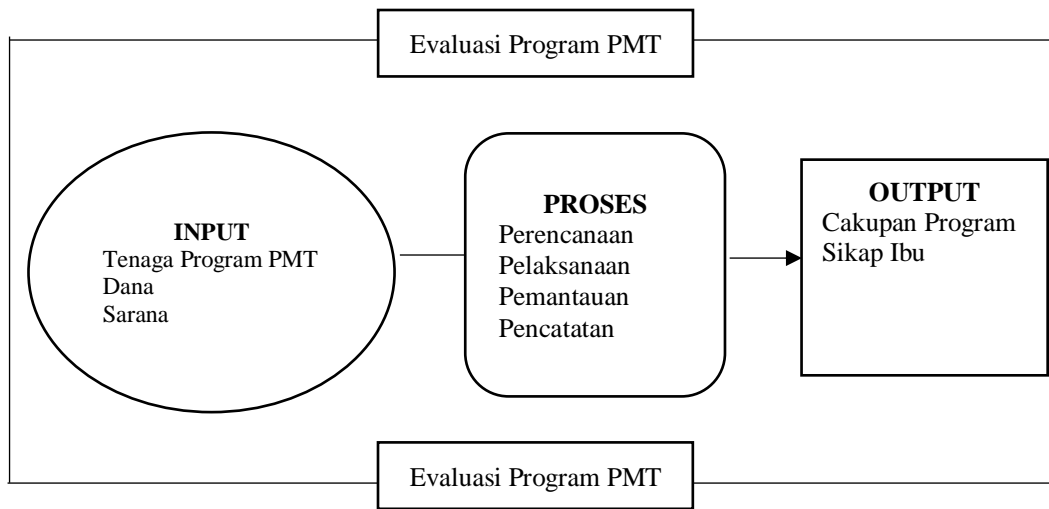 Evaluasi Program PMT
INPUT
Tenaga Program PMT
Dana
Sarana
PROSES
Perencanaan
Pelaksanaan
Pemantauan
Pencatatan
OUTPUT
Cakupan Program
Sikap Ibu
Evaluasi Program PMT